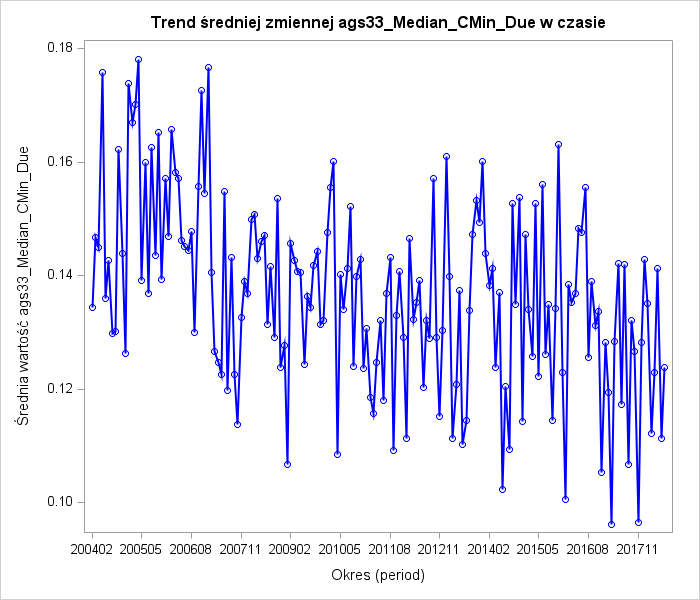 Trend średniej zmiennej ags33_Median_CMin_Due w czasie
0.18
0.16
0.14
0.12
0.10
Średnia wartość ags33_Median_CMin_Due
200402 200505 200608 200711 200902 201005 201108 201211 201402 201505 201608 201711
Okres (period)